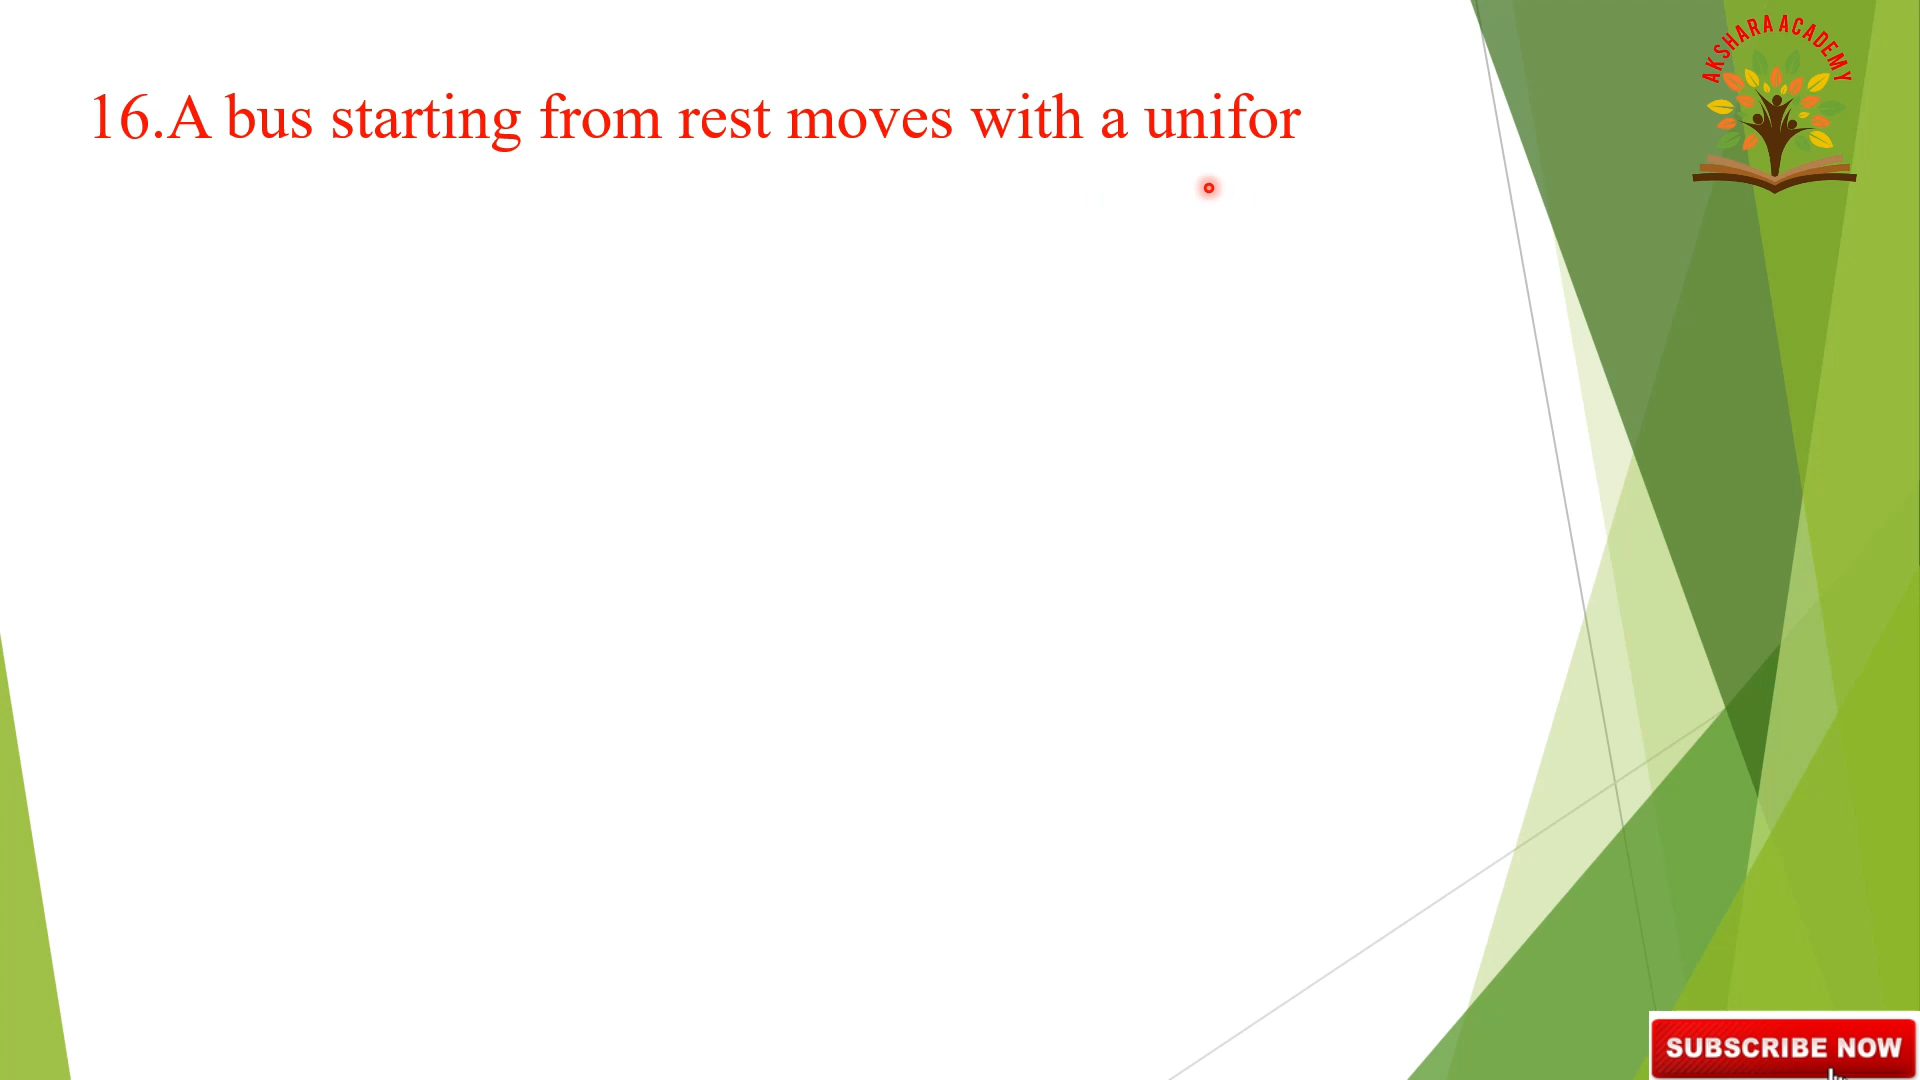 16.A bus starting from rest moves with a unifor
AKSHARA ACADEMY
SUBSCRIBE NOW